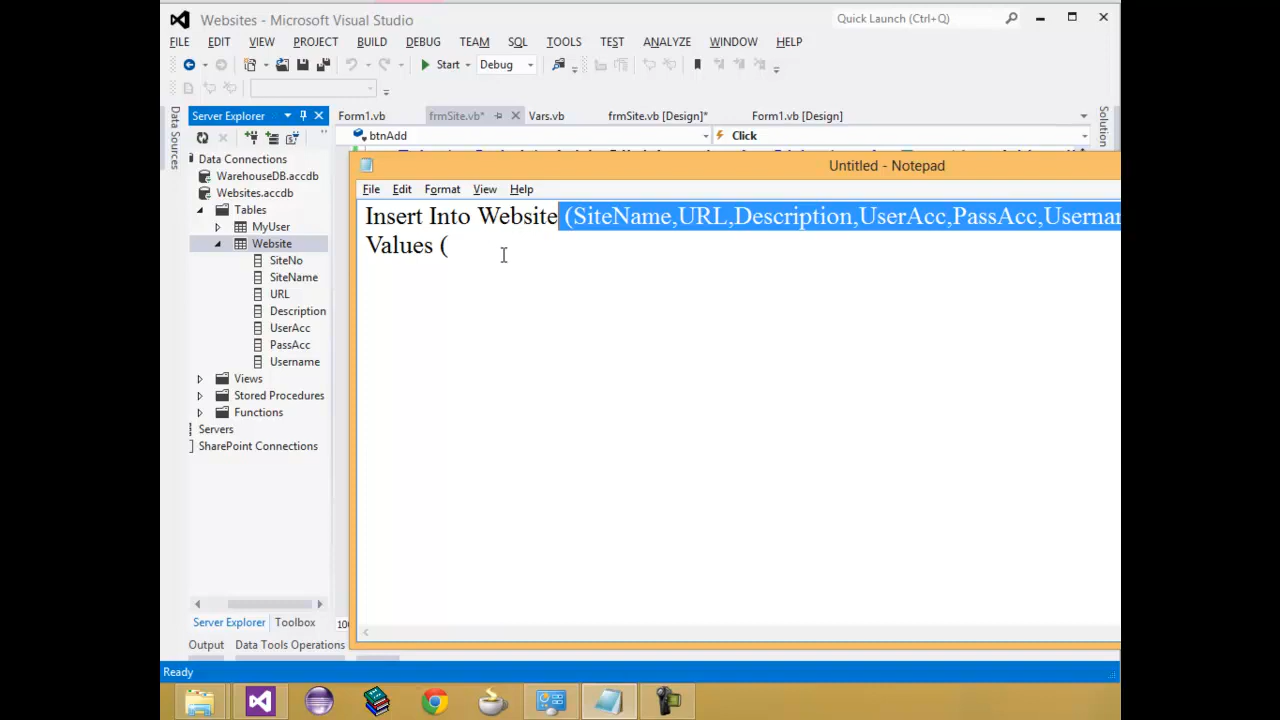 Websites - Microsoft Visual Studio
Quick Launch (Ctrl+Q)
FILE EDIT VIEW PROJECT BUILD DEBUG TEAM SQL TOOLS TEST ANALYZE WINDOW HELP
Start Debug
Data Sources
Server Explorer
Form1.vb frmSite.vb* Vars.vb frmSite.vb [Design]* Form1.vb [Design]
Solution
btnAdd Click
Data Connections
WarehouseDB.accdb
Websites.accdb
Tables
MyUser
Website
SiteNo
SiteName
URL
Description
UserAcc
PassAcc
Username
Views
Stored Procedures
Functions
Servers
SharePoint Connections
Untitled - Notepad
File Edit Format View Help
Insert Into Website (SiteName,URL,Description,UserAcc,PassAcc,Usernam
Values (
Server Explorer Toolbox
Output Data Tools Operations
Ready